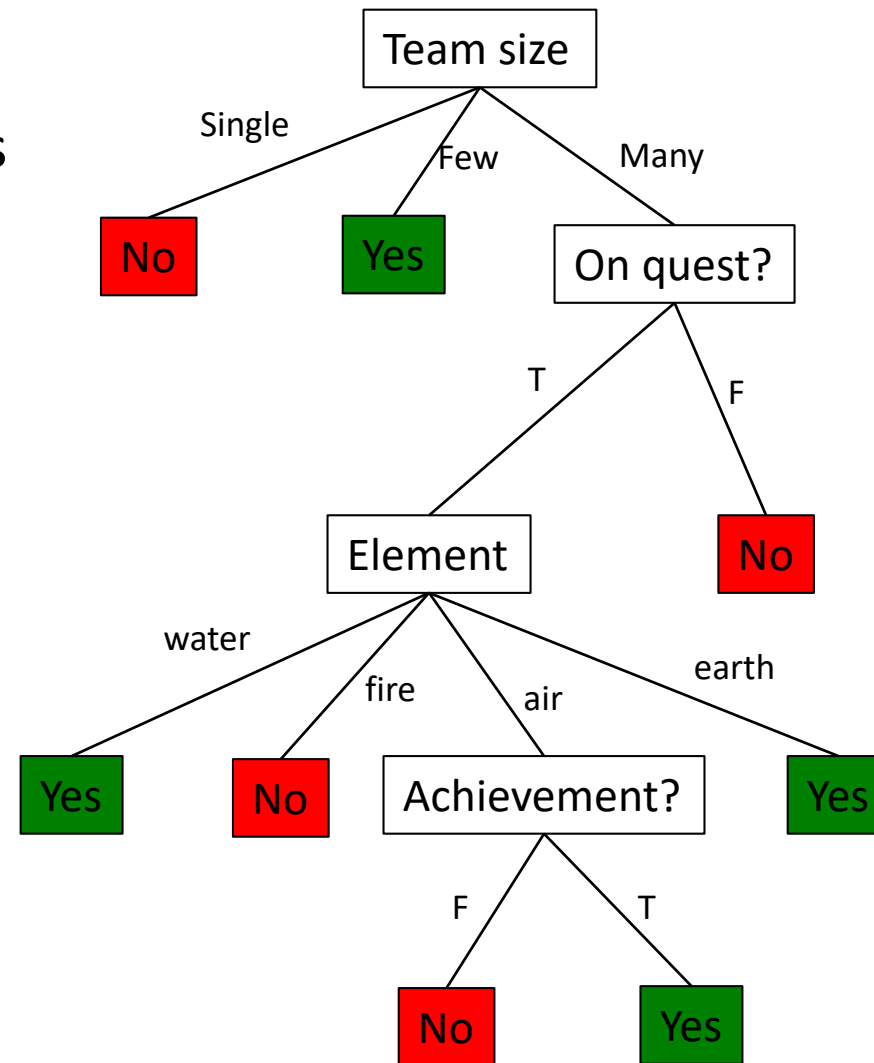 Team size
s
Single
Few
Many
No
Yes
On quest?
T
F
Element
No
water
fire
air
earth
Yes
No
Achievement?
Yes
F
T
No
Yes